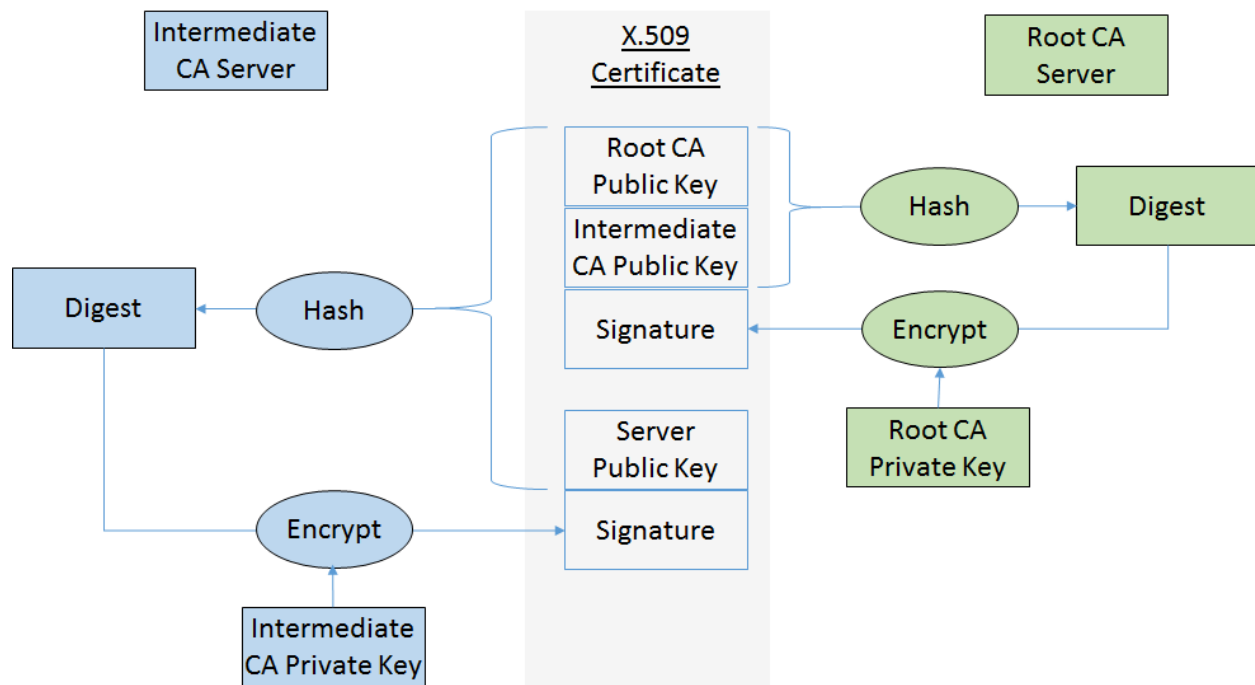 Intermediate
CA Server
X.509
Certificate
Root CA
Server
Root CA
Public Key
Hash
Digest
Intermediate
CA Public Key
Digest
Hash
Signature
Encrypt
Server
Public Key
Root CA
Private Key
Encrypt
Signature
Intermediate
CA Private Key